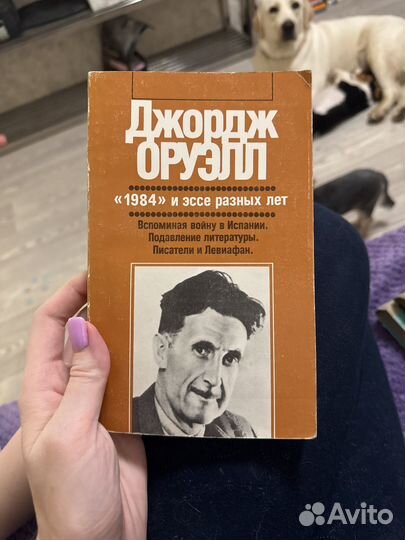 Джордж
ОРУЭЛЛ
«1984» и эссе разных лет
Вспоминая войну в Испании.
Подавление литературы.
Писатели и Левиафан.
Avito